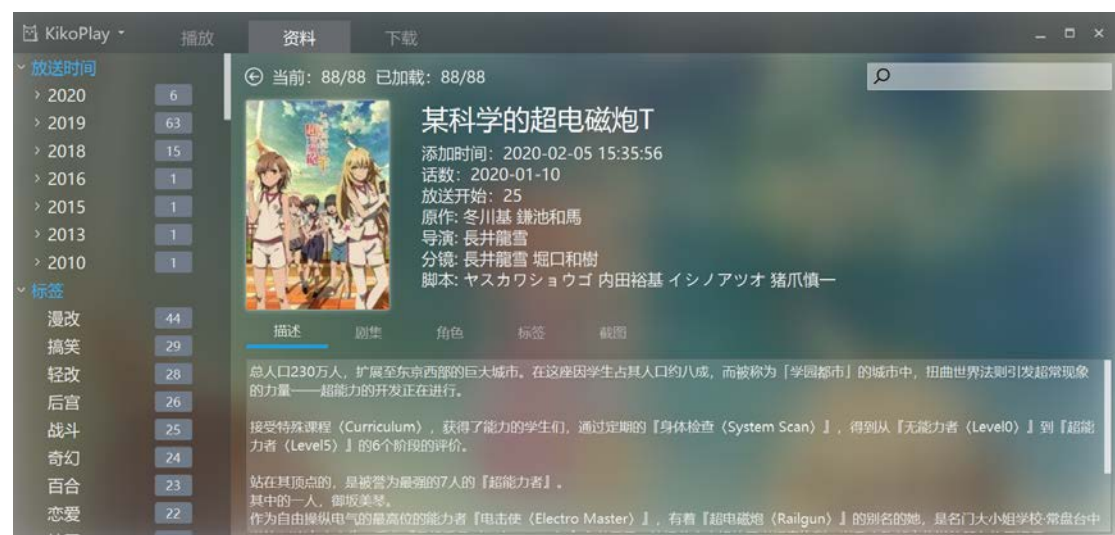 KikoPlay 播放 资料 下载
放送时间
2020 6
2019 63
2018 15
2016 1
2015 1
2013 1
2010 1
标签
漫改 44
搞笑 29
轻改 28
后宫 26
战斗 25
奇幻 24
百合 23
恋爱 22
当前: 88/88 已加载: 88/88
某科学的超电磁炮T
添加时间: 2020-02-05 15:35:56
话数: 2020-01-10
放送开始: 25
原作: 冬川基 鎌池和馬
导演: 長井龍雪
分镜: 長井龍雪 堀口和樹
脚本: ヤスカワショウゴ 内田裕基 イシノアツオ 猪爪慎一
描述 剧集 角色 标签 截图
总人口230万人，扩展至东京西部的巨大城市。在这座因学生占其人口约八成，而被称为「学园都市」的城市中，扭曲世界法则引发超常现象
的力量——超能力的开发正在进行。
接受特殊课程〈Curriculum〉，获得了能力的学生们，通过定期的『身体检查〈System Scan〉』，得到从『无能力者〈Level0〉』到『超能
力者〈Level5〉』的6个阶段的评价。
站在其顶点的，是被誉为最强的7人的『超能力者』。
其中的一人，御坂美琴。
作为自由操纵电气的最高位的能力者『电击使〈Electro Master〉』，有着『超电磁炮〈Railgun〉』的别名的她，是名门大小姐学校·常盘台中